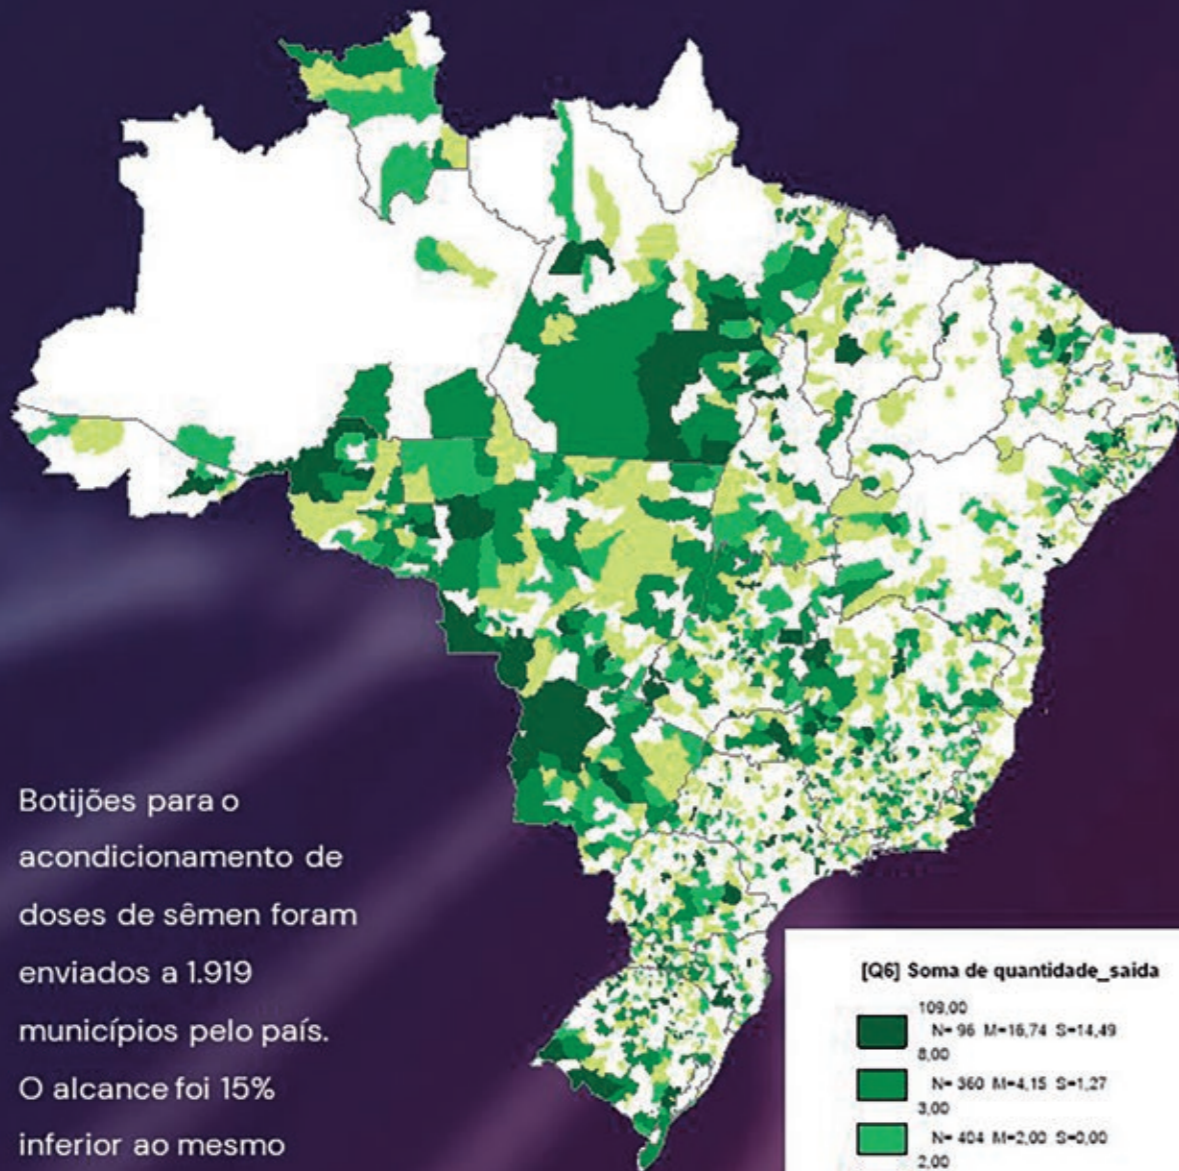 Botijões para o
acondicionamento de
doses de sêmen foram
enviados a 1.919
municípios pelo país.
O alcance foi 15%
inferior ao mesmo
[Q6] Soma de quantidade_saida
109,00
N= 96 M=16,74 S=14,49
8,00
N= 360 M=4,15 S=1,27
3,00
N= 404 M=2,00 S=0,00
2,00